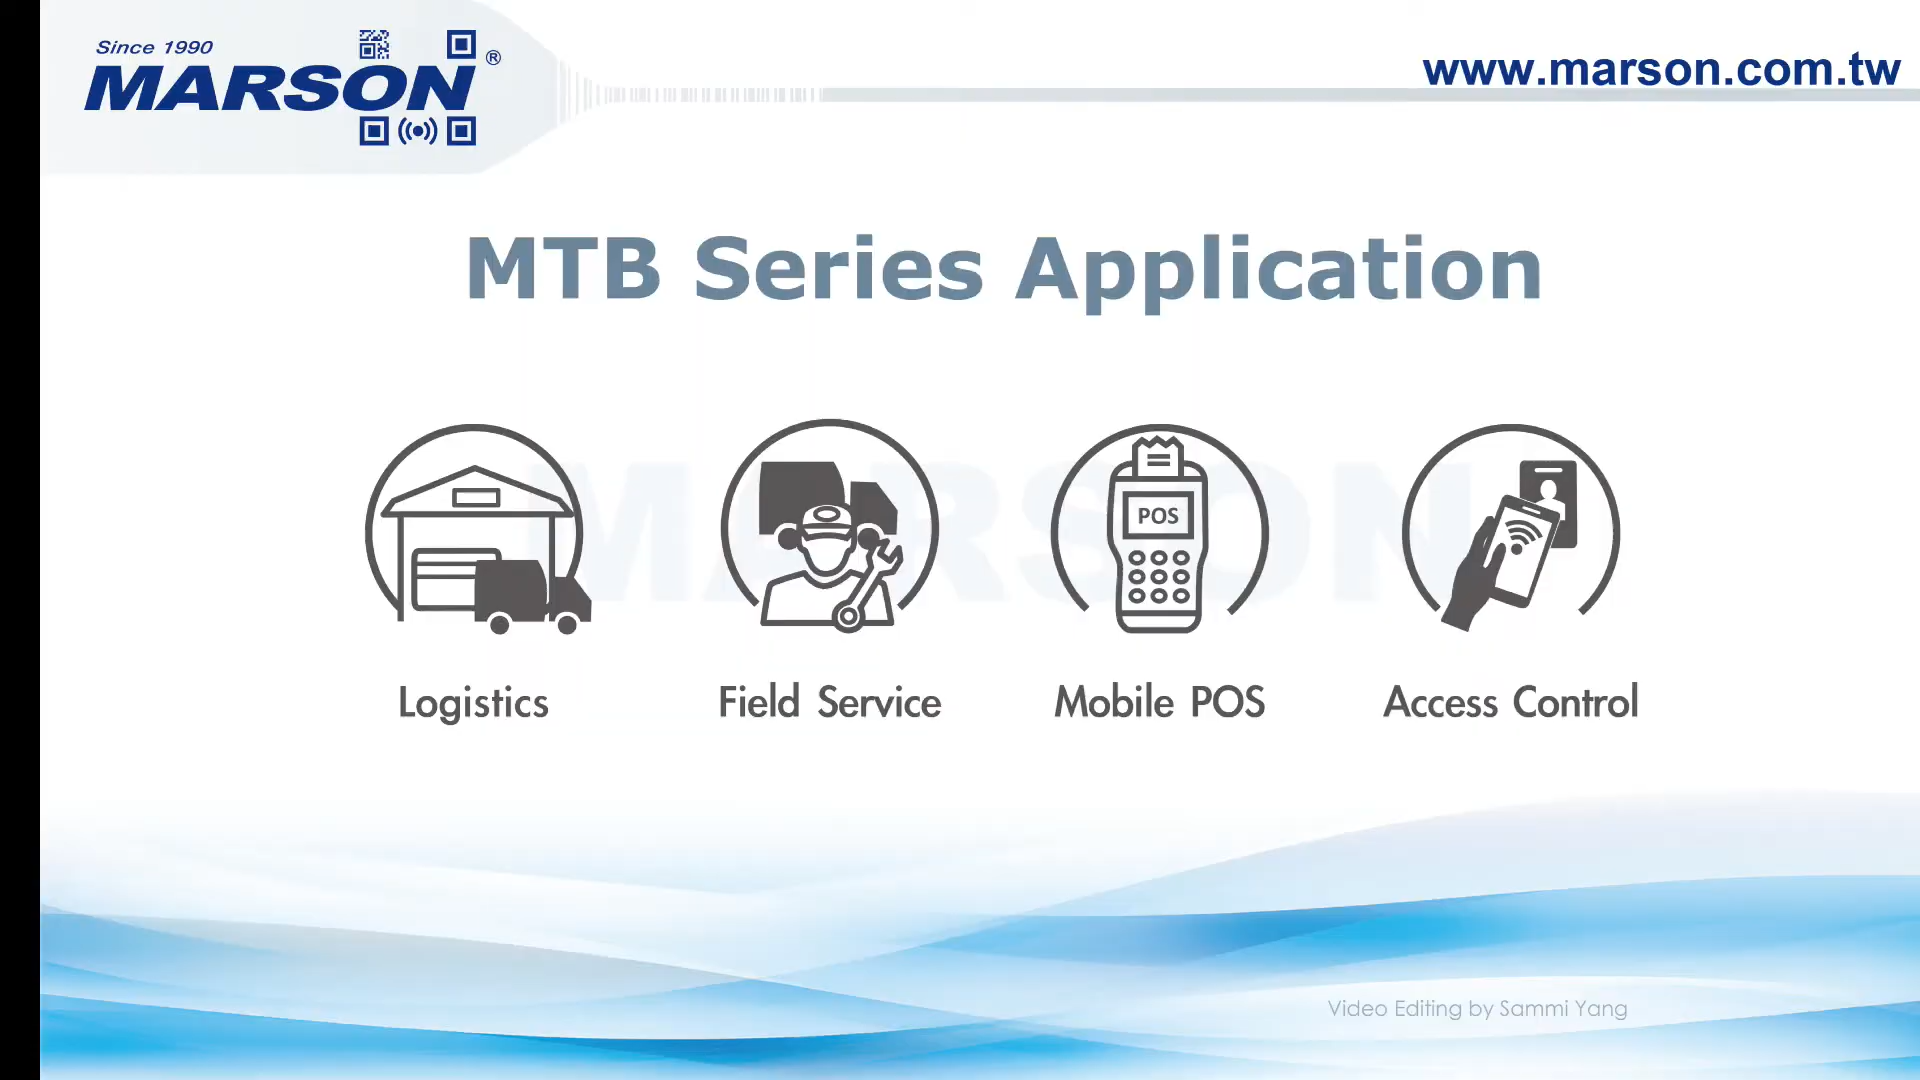 Since 1990
MARSON®
www.marson.com.tw
MTB Series Application
MARSON
POS
Logistics
Field Service
Mobile POS
Access Control
Video Editing by Sammi Yang